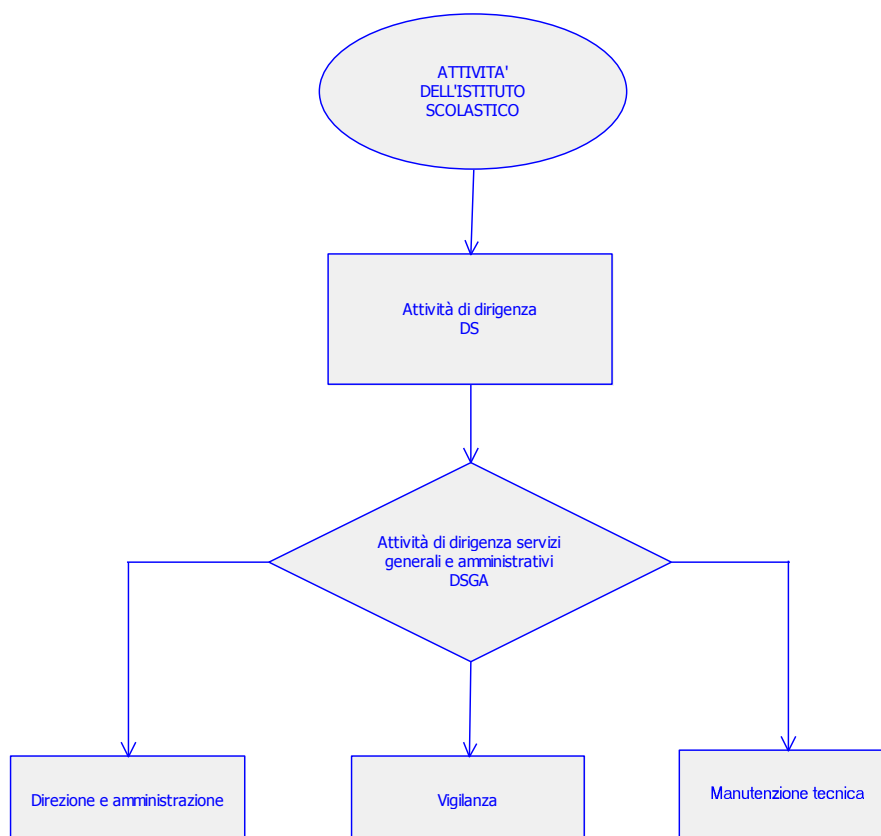 ATTIVITA'
DELL'ISTITUTO
SCOLASTICO
Attività di dirigenza
DS
Attività di dirigenza servizi
generali e amministrativi
DSGA
Direzione e amministrazione
Vigilanza
Manutenzione tecnica